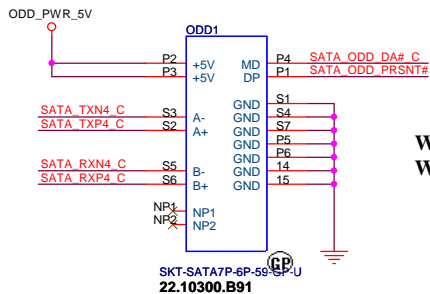 ODD_PWR_5V
ODD1
P2 +5V MD P4 SATA_ODD_DA#_C
P3 +5V DP P1 SATA_ODD_PRSNT#
GND S1
SATA_TXN4_C S3 A- GND S4
SATA_TXP4_C S2 A+ GND S7
GND P5
GND P6
SATA_RXN4_C S5 B- GND 14
SATA_RXP4_C S6 B+ GND 15
NP1 NP1
NP2 NP2
W
W
GP
SKT-SATA7P-6P-59-GP-U
22.10300.B91